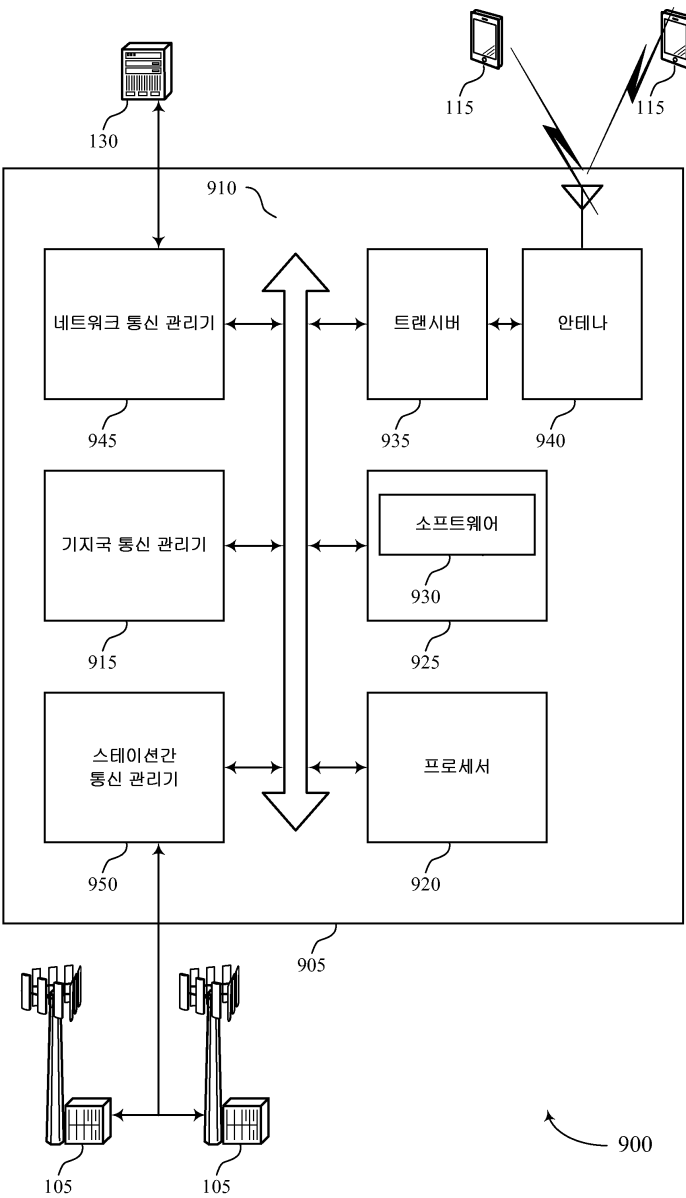 115
115
130
910
네트워크 통신 관리기
트랜시버
안테나
945
935
940
기지국 통신 관리기
소프트웨어
930
915
925
스테이션간
통신 관리기
프로세서
950
920
905
105
105
900